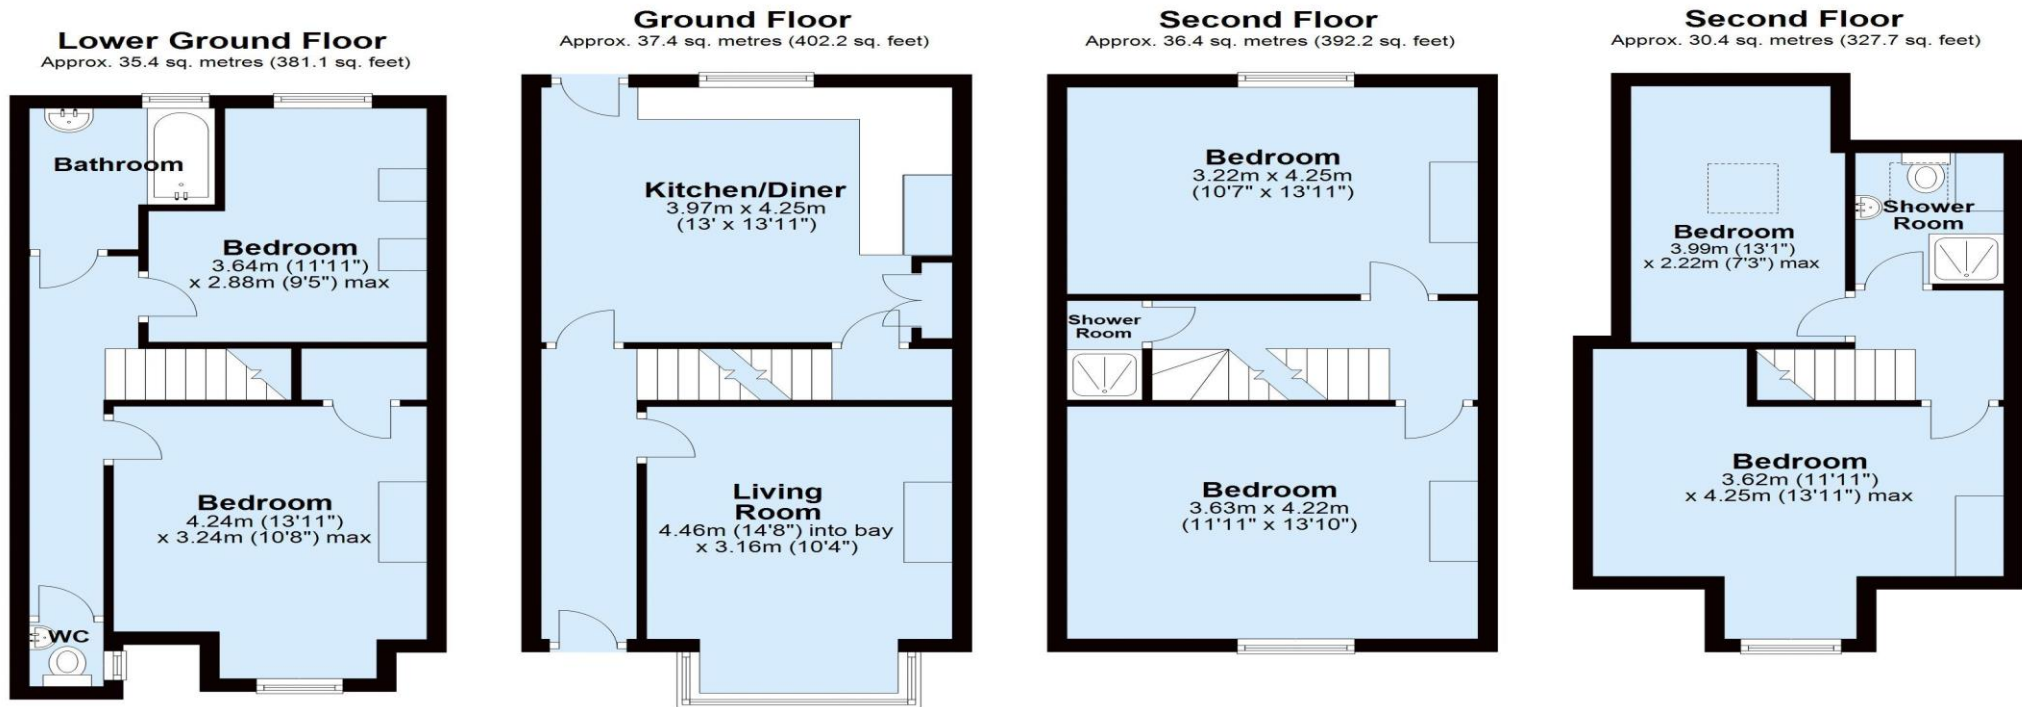 Lower Ground Floor
Approx. 35.4 sq. metres (381.1 sq. feet)
Bathroom
Bedroom
3.64m (11'11")
x 2.88m (9'5") max
Bedroom
4.24m (13'11")
x 3.24m (10'8") max
WC
Ground Floor
Approx. 37.4 sq. metres (402.2 sq. feet)
Kitchen/Diner
3.97m x 4.25m
(13' x 13'11")
Living
Room
4.46m (14'8") into bay
x 3.16m (10'4")
Second Floor
Approx. 36.4 sq. metres (392.2 sq. feet)
Bedroom
3.22m x 4.25m
(10'7" x 13'11")
Shower
Room
Bedroom
3.63m x 4.22m
(11'11" x 13'10")
Second Floor
Approx. 30.4 sq. metres (327.7 sq. feet)
Shower
Room
Bedroom
3.99m (13'1")
x 2.22m (7'3") max
Bedroom
3.62m (11'11")
x 4.25m (13'11") max